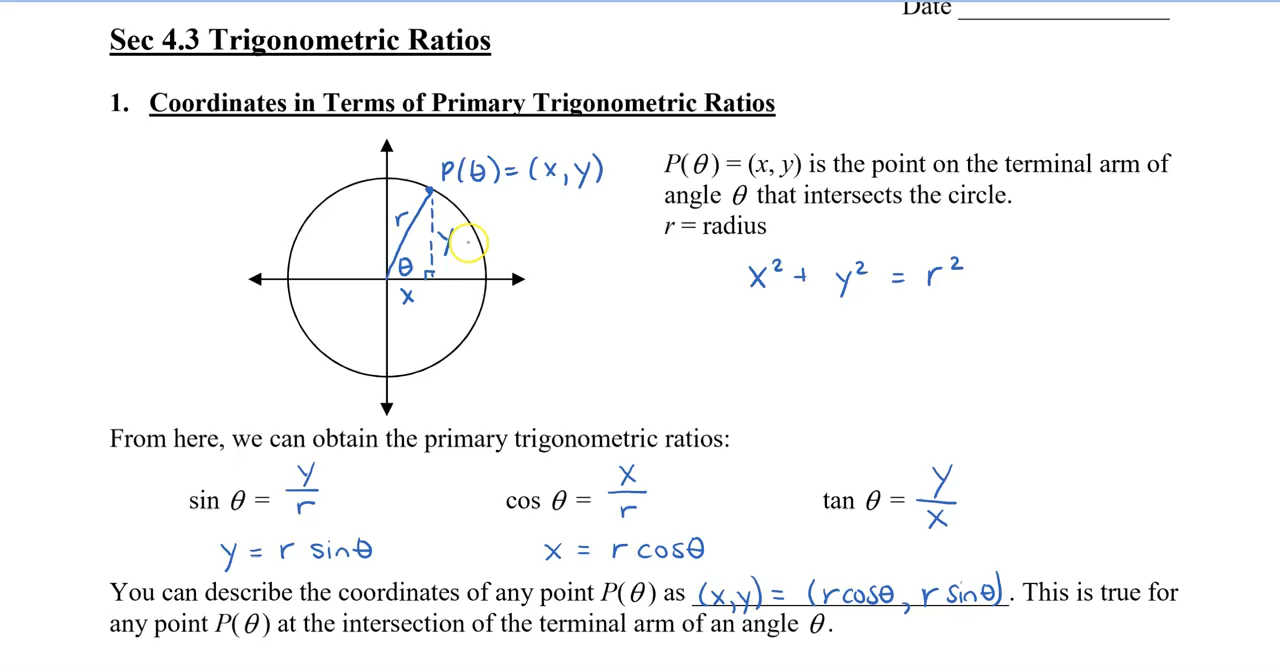 Date
Sec 4.3 Trigonometric Ratios
1. Coordinates in Terms of Primary Trigonometric Ratios
P(θ) = (x, y)
r
y
θ
x
P(θ) = (x, y) is the point on the terminal arm of
angle θ that intersects the circle.
r = radius
x² + y² = r²
From here, we can obtain the primary trigonometric ratios:
sin θ = y/r cos θ = x/r tan θ = y/x
y = r sinθ x = r cosθ
You can describe the coordinates of any point P(θ) as (x,y) = (r cosθ, r sinθ). This is true for
any point P(θ) at the intersection of the terminal arm of an angle θ.